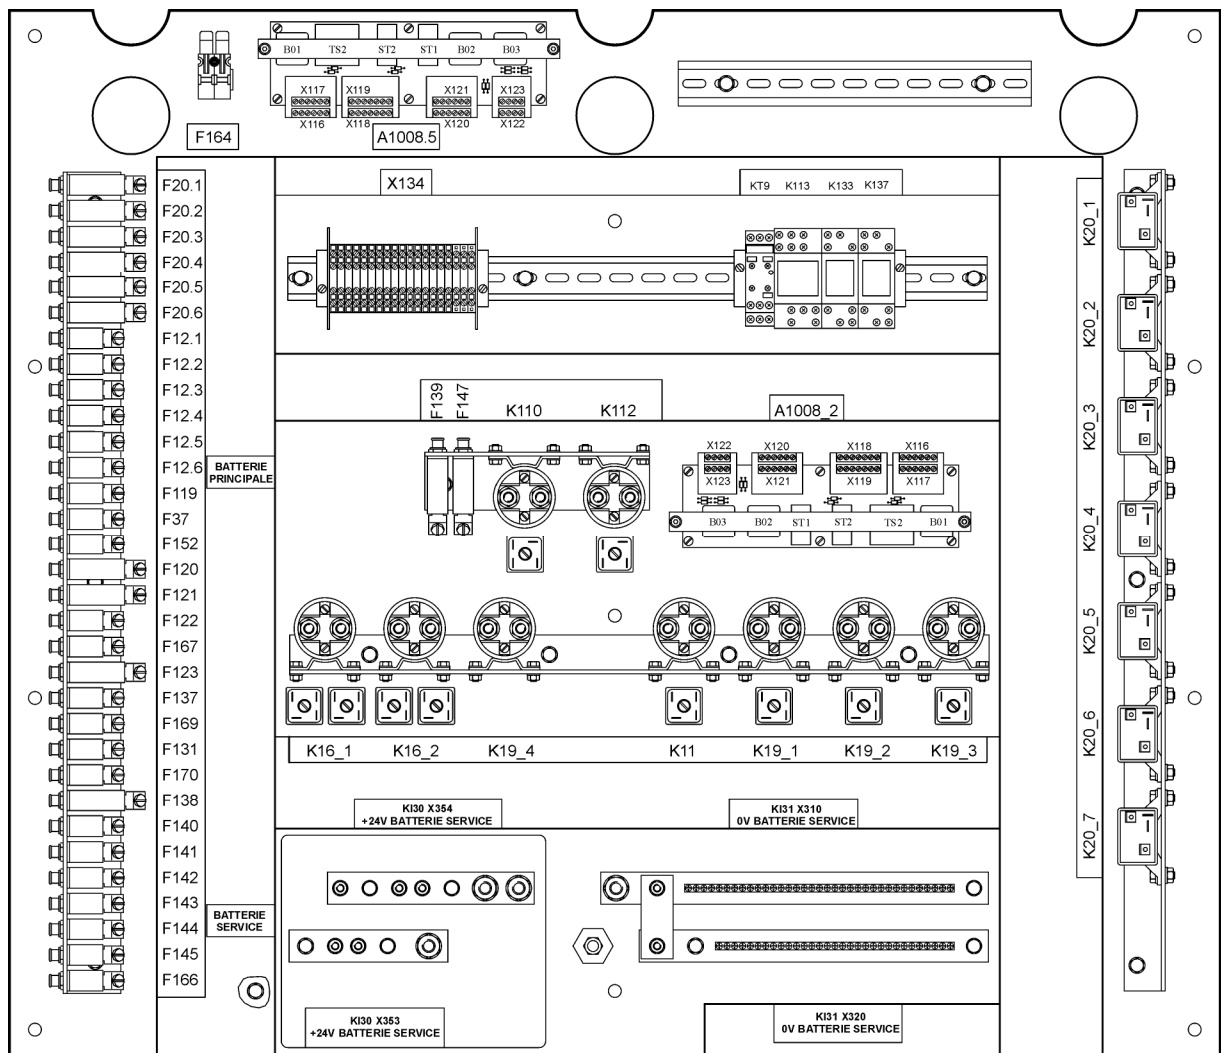 B01 TS2 ST2 ST1 B02 B03
X117 X119 X121 X123
X116 X118 X120 X122
F164
A1008.5
X134
KT9 K113 K133 K137
F20.1
F20.2
F20.3
F20.4
F20.5
F20.6
F12.1
F12.2
F12.3
F12.4
F12.5
F12.6
F119
F37
F152
F120
F121
F122
F167
F123
F137
F169
F131
F170
F138
F140
F141
F142
F143
F144
F145
F166
BATTERIE
PRINCIPALE
BATTERIE
SERVICE
F139
F147
K110 K112
A1008_2
X122 X120 X118 X116
X123 X121 X119 X117
B03 B02 ST1 ST2 TS2 B01
K16_1 K16_2 K19_4 K11 K19_1 K19_2 K19_3
KI30 X354
+24V BATTERIE SERVICE
KI31 X310
0V BATTERIE SERVICE
KI30 X353
+24V BATTERIE SERVICE
KI31 X320
0V BATTERIE SERVICE
K20_1
K20_2
K20_3
K20_4
K20_5
K20_6
K20_7